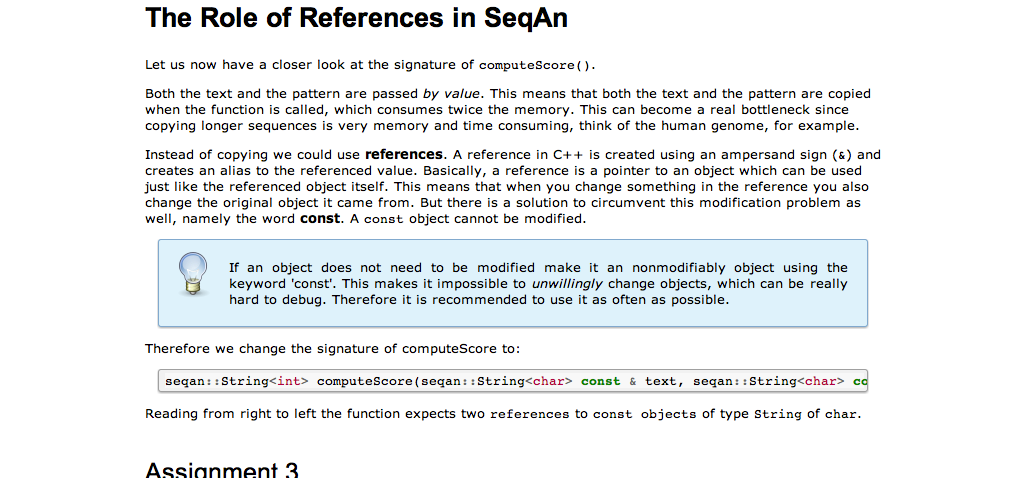 The Role of References in SeqAn
Let us now have a closer look at the signature of computeScore().
Both the text and the pattern are passed by value. This means that both the text and the pattern are copied
when the function is called, which consumes twice the memory. This can become a real bottleneck since
copying longer sequences is very memory and time consuming, think of the human genome, for example.
Instead of copying we could use references. A reference in C++ is created using an ampersand sign (&) and
creates an alias to the referenced value. Basically, a reference is a pointer to an object which can be used
just like the referenced object itself. This means that when you change something in the reference you also
change the original object it came from. But there is a solution to circumvent this modification problem as
well, namely the word const. A const object cannot be modified.
If an object does not need to be modified make it an nonmodifiably object using the
keyword 'const'. This makes it impossible to unwillingly change objects, which can be really
hard to debug. Therefore it is recommended to use it as often as possible.
Therefore we change the signature of computeScore to:
seqan::String<int> computeScore(seqan::String<char> const & text, seqan::String<char> co
Reading from right to left the function expects two references to const objects of type String of char.
Assignment 3